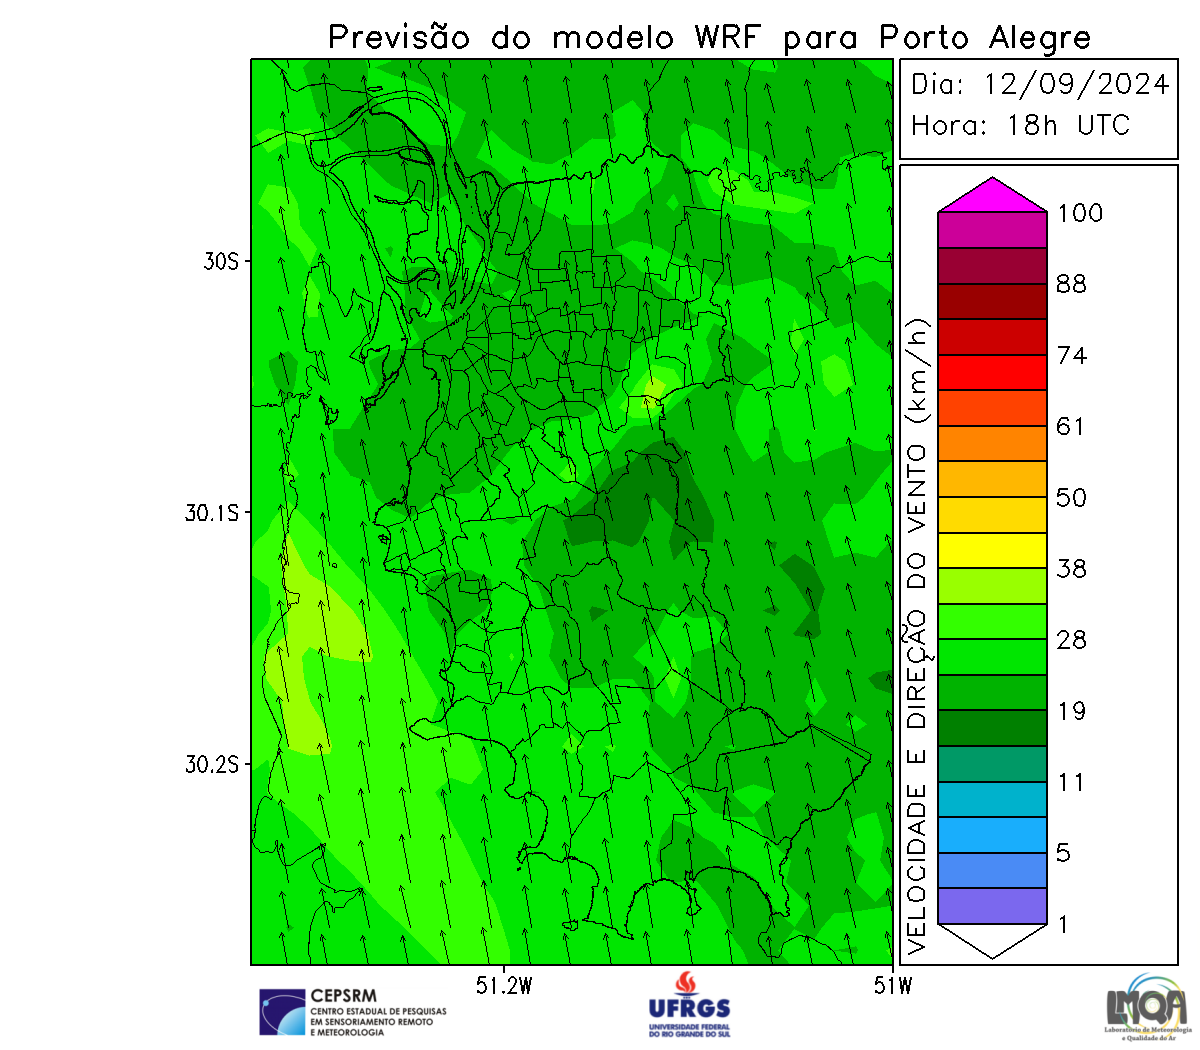 Previsão do modelo WRF para Porto Alegre
Dia: 12/09/2024
Hora: 18h UTC
100
88
74
61
50
38
28
19
11
5
1
VELOCIDADE E DIREÇÃO DO VENTO (km/h)
30S
30.1S
30.2S
51.2W
51W
CEPSRM
CENTRO ESTADUAL DE PESQUISAS
EM SENSORIAMENTO REMOTO
E METEOROLOGIA
UFRGS
UNIVERSIDADE FEDERAL
DO RIO GRANDE DO SUL
LMQA
Laboratório de Meteorologia
e Qualidade do Ar